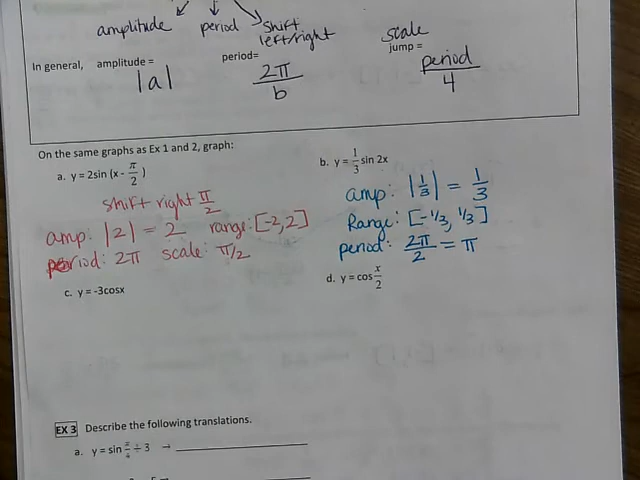 amplitude period shift
left/right
scale
In general, amplitude = period= jump =
|a| 2π/b period/4
On the same graphs as Ex 1 and 2, graph:
a. y = 2sin (x - π/2) b. y = 1/3 sin 2x
shift right π/2
amp: |2| = 2 range: [-2,2]
period: 2π scale: π/2
amp: |1/3| = 1/3
Range: [-1/3, 1/3]
period: 2π/2 = π
c. y = -3cosx d. y = cos x/2
EX 3 Describe the following translations.
a. y = sin 3 →